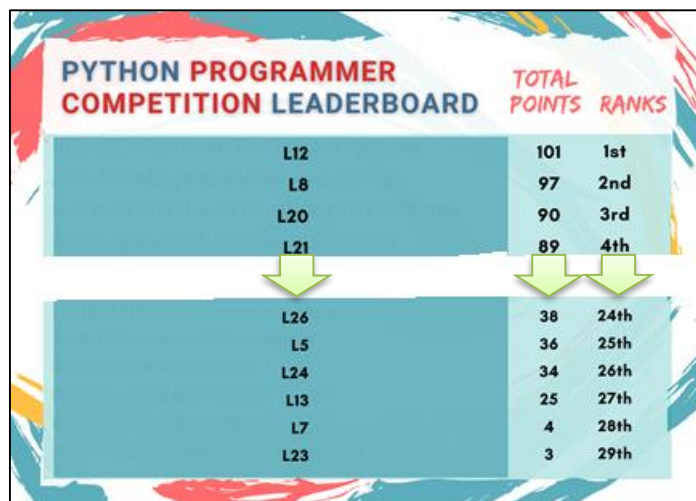 PYTHON PROGRAMMER
COMPETITION LEADERBOARD
TOTAL
POINTS RANKS
L12 101 1st
L8 97 2nd
L20 90 3rd
L21 89 4th
L26 38 24th
L5 36 25th
L24 34 26th
L13 25 27th
L7 4 28th
L23 3 29th